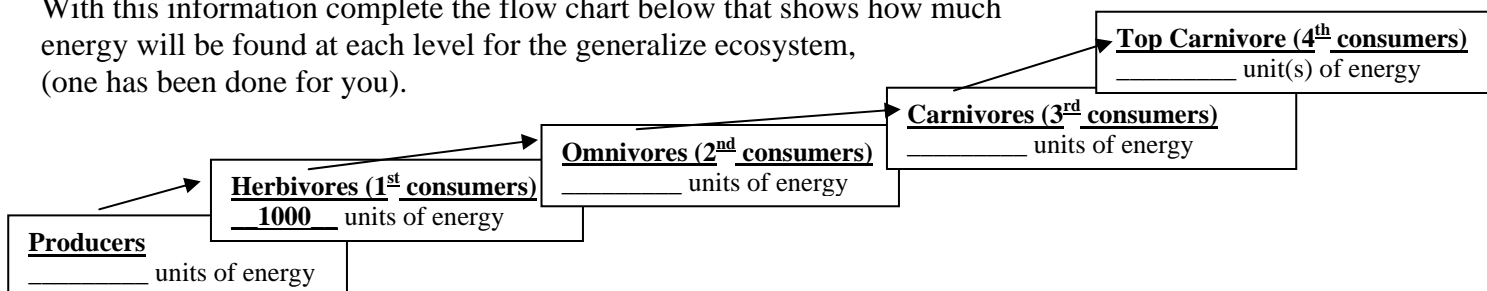 With this information complete the flow chart below that shows how much
energy will be found at each level for the generalize ecosystem,
(one has been done for you).
Top Carnivore (4th consumers)
_________ unit(s) of energy
Carnivores (3rd consumers)
_________ units of energy
Omnivores (2nd consumers)
_________ units of energy
Herbivores (1st consumers)
__1000__ units of energy
Producers
_________ units of energy